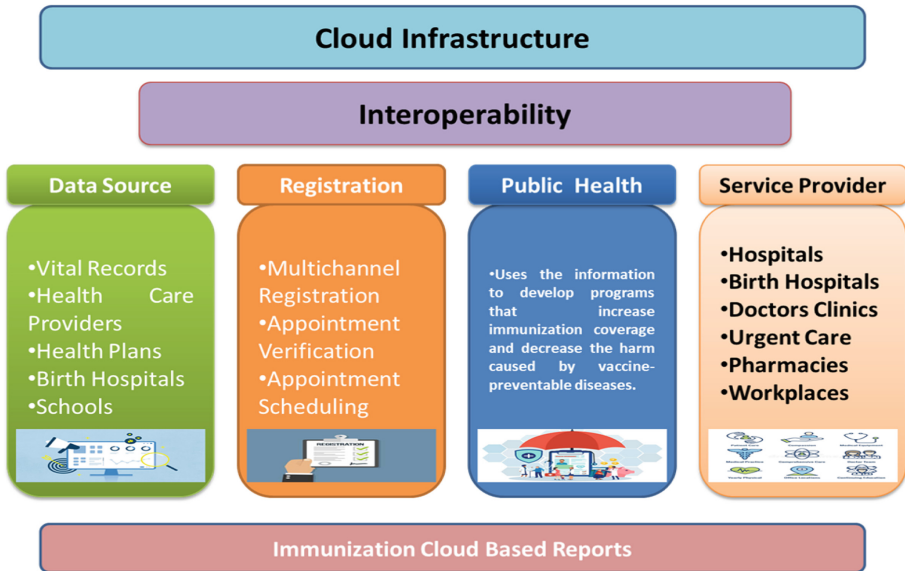 Cloud Infrastructure
Interoperability
Data Source
Registration
Public Health
Service Provider
•Vital Records
•Health Care
Providers
•Health Plans
•Birth Hospitals
•Schools
•Multichannel
Registration
•Appointment
Verification
•Appointment
Scheduling
REGISTRATION
•Uses the information
to develop programs
that increase
immunization coverage
and decrease the harm
caused by vaccine-
preventable diseases.
•Hospitals
•Birth Hospitals
•Doctors Clinics
•Urgent Care
•Pharmacies
•Workplaces
Immunization Cloud Based Reports